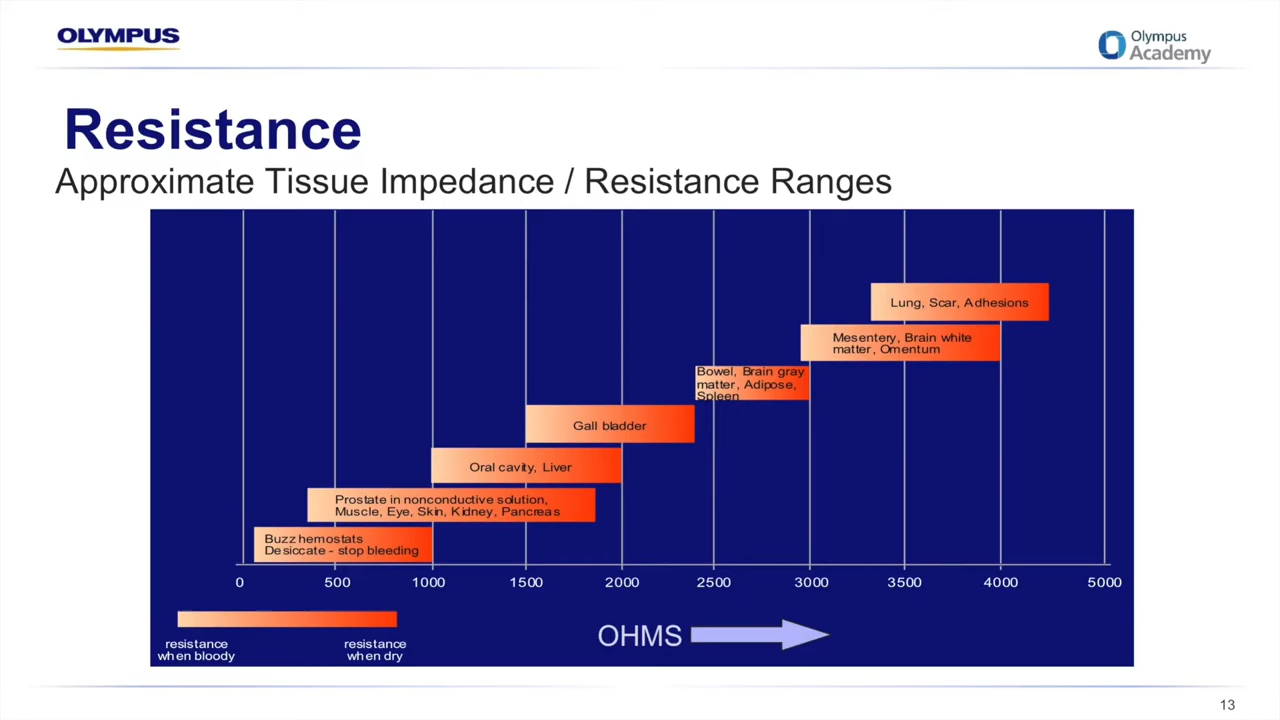 OLYMPUS
Olympus
Academy
Resistance
Approximate Tissue Impedance / Resistance Ranges
Lung, Scar, Adhesions
Mesentery, Brain white
matter, Omentum
Bowel, Brain gray
matter, Adipose,
Spleen
Gall bladder
Oral cavity, Liver
Prostate in nonconductive solution,
Muscle, Eye, Skin, Kidney, Pancreas
Buzz hemostats
Desiccate - stop bleeding
0 500 1000 1500 2000 2500 3000 3500 4000 5000
resistance
when bloody
resistance
when dry
OHMS
13